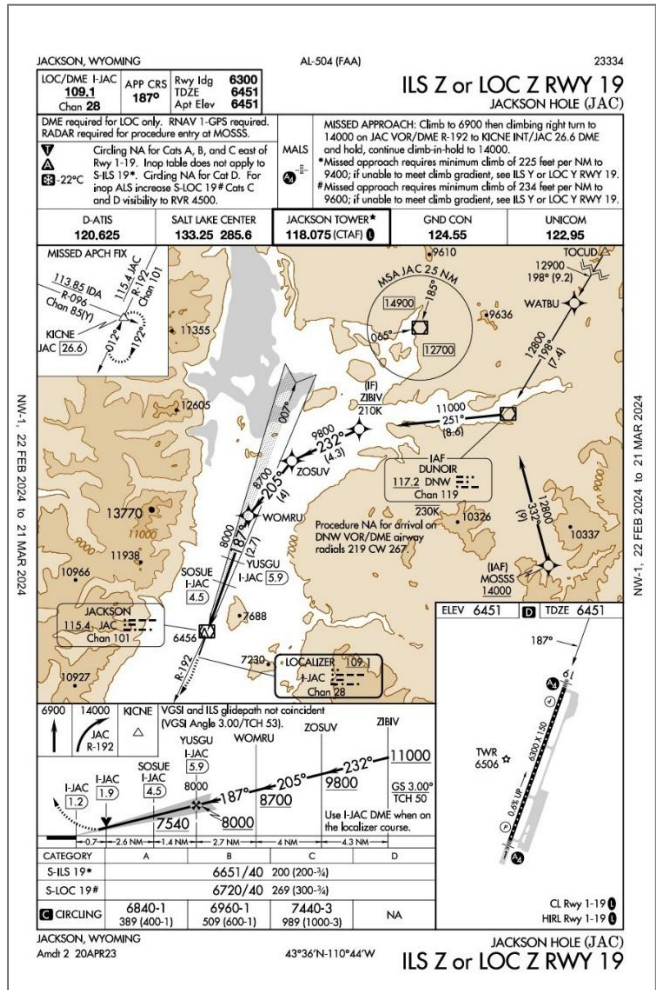 JACKSON, WYOMING
AL-504 (FAA)
23334
LOC/DME I-JAC
109.1
Chan 28
APP CRS
187°
Rwy ldg 6300
TDZE 6451
Apt Elev 6451
ILS Z or LOC Z RWY 19
JACKSON HOLE (JAC)
DME required for LOC only. RNAV 1-GPS required.
RADAR required for procedure entry at MOSSS.
T
A
-22°C
Circling NA for Cats A, B, and C east of
Rwy 1-19. Inop table does not apply to
S-ILS 19*. Circling NA for Cat D. For
inop ALS increase S-LOC 19# Cats C
and D visibility to RVR 4500.
MALS
MISSED APPROACH: Climb to 6900 then climbing right turn to
14000 on JAC VOR/DME R-192 to KICNE INT/JAC 26.6 DME
and hold, continue climb-in-hold to 14000.
*Missed approach requires minimum climb of 225 feet per NM to
9400; if unable to meet climb gradient, see ILS Y or LOC Y RWY 19.
#Missed approach requires minimum climb of 234 feet per NM to
9600; if unable to meet climb gradient, see ILS Y or LOC Y RWY 19.
D-ATIS
120.625
SALT LAKE CENTER
133.25 285.6
JACKSON TOWER*
118.075 (CTAF) L
GND CON
124.55
UNICOM
122.95
MISSED APCH FIX
113.85 IDA
R-096
Chan 85(Y)
115.4 JAC
R-192
Chan 101
KICNE
JAC 26.6
012°
192°
MSA JAC 25 NM
14900
185°
065°
12700
9610
9636
TOCUD
12900
198° (9.2)
WATBU
12800
198°
(7.4)
11355
12605
13770
11000
11938
10966
10927
9000
007°
(IF)
ZIBIV
210K
11000
251°
(8.6)
9800
232°
(4.3)
ZOSUV
8700
205°
(4)
WOMRU
8000
187°
(2.7)
YUSGU
I-JAC 5.9
SOSUE
I-JAC
4.5
IAF
DUNOIR
117.2 DNW
Chan 119
230K
10326
Procedure NA for arrival on
DNW VOR/DME airway
radials 219 CW 267.
12800
332°
(9)
10337
9000
(IAF)
MOSSS
14000
7688
JACKSON
115.4 JAC
Chan 101
6456
R-192
7230
LOCALIZER 109.1
I-JAC
Chan 28
NW-1, 22 FEB 2024 to 21 MAR 2024
NW-1, 22 FEB 2024 to 21 MAR 2024
ELEV 6451
D
TDZE 6451
187°
19
TWR
6506
6300 X 150
0.6% UP
CL Rwy 1-19 L
HIRL Rwy 1-19 L
6900
14000
JAC
R-192
KICNE
VGSI and ILS glidepath not coincident
(VGSI Angle 3.00/TCH 53).
I-JAC
1.2
I-JAC
1.9
SOSUE
I-JAC
4.5
YUSGU
I-JAC
5.9
8000
WOMRU
ZOSUV
ZIBIV
187°
205°
232°
11000
9800
8700
8000
7540
GS 3.00°
TCH 50
Use I-JAC DME when on
the localizer course.
0.7
2.6 NM
1.4 NM
2.7 NM
4 NM
4.3 NM
CATEGORY
A
B
C
D
S-ILS 19*
6651/40 200 (200-¾)
S-LOC 19#
6720/40 269 (300-¾)
C CIRCLING
6840-1
389 (400-1)
6960-1
509 (600-1)
7440-3
989 (1000-3)
NA
JACKSON, WYOMING
Amdt 2 20APR23
43°36'N-110°44'W
JACKSON HOLE (JAC)
ILS Z or LOC Z RWY 19